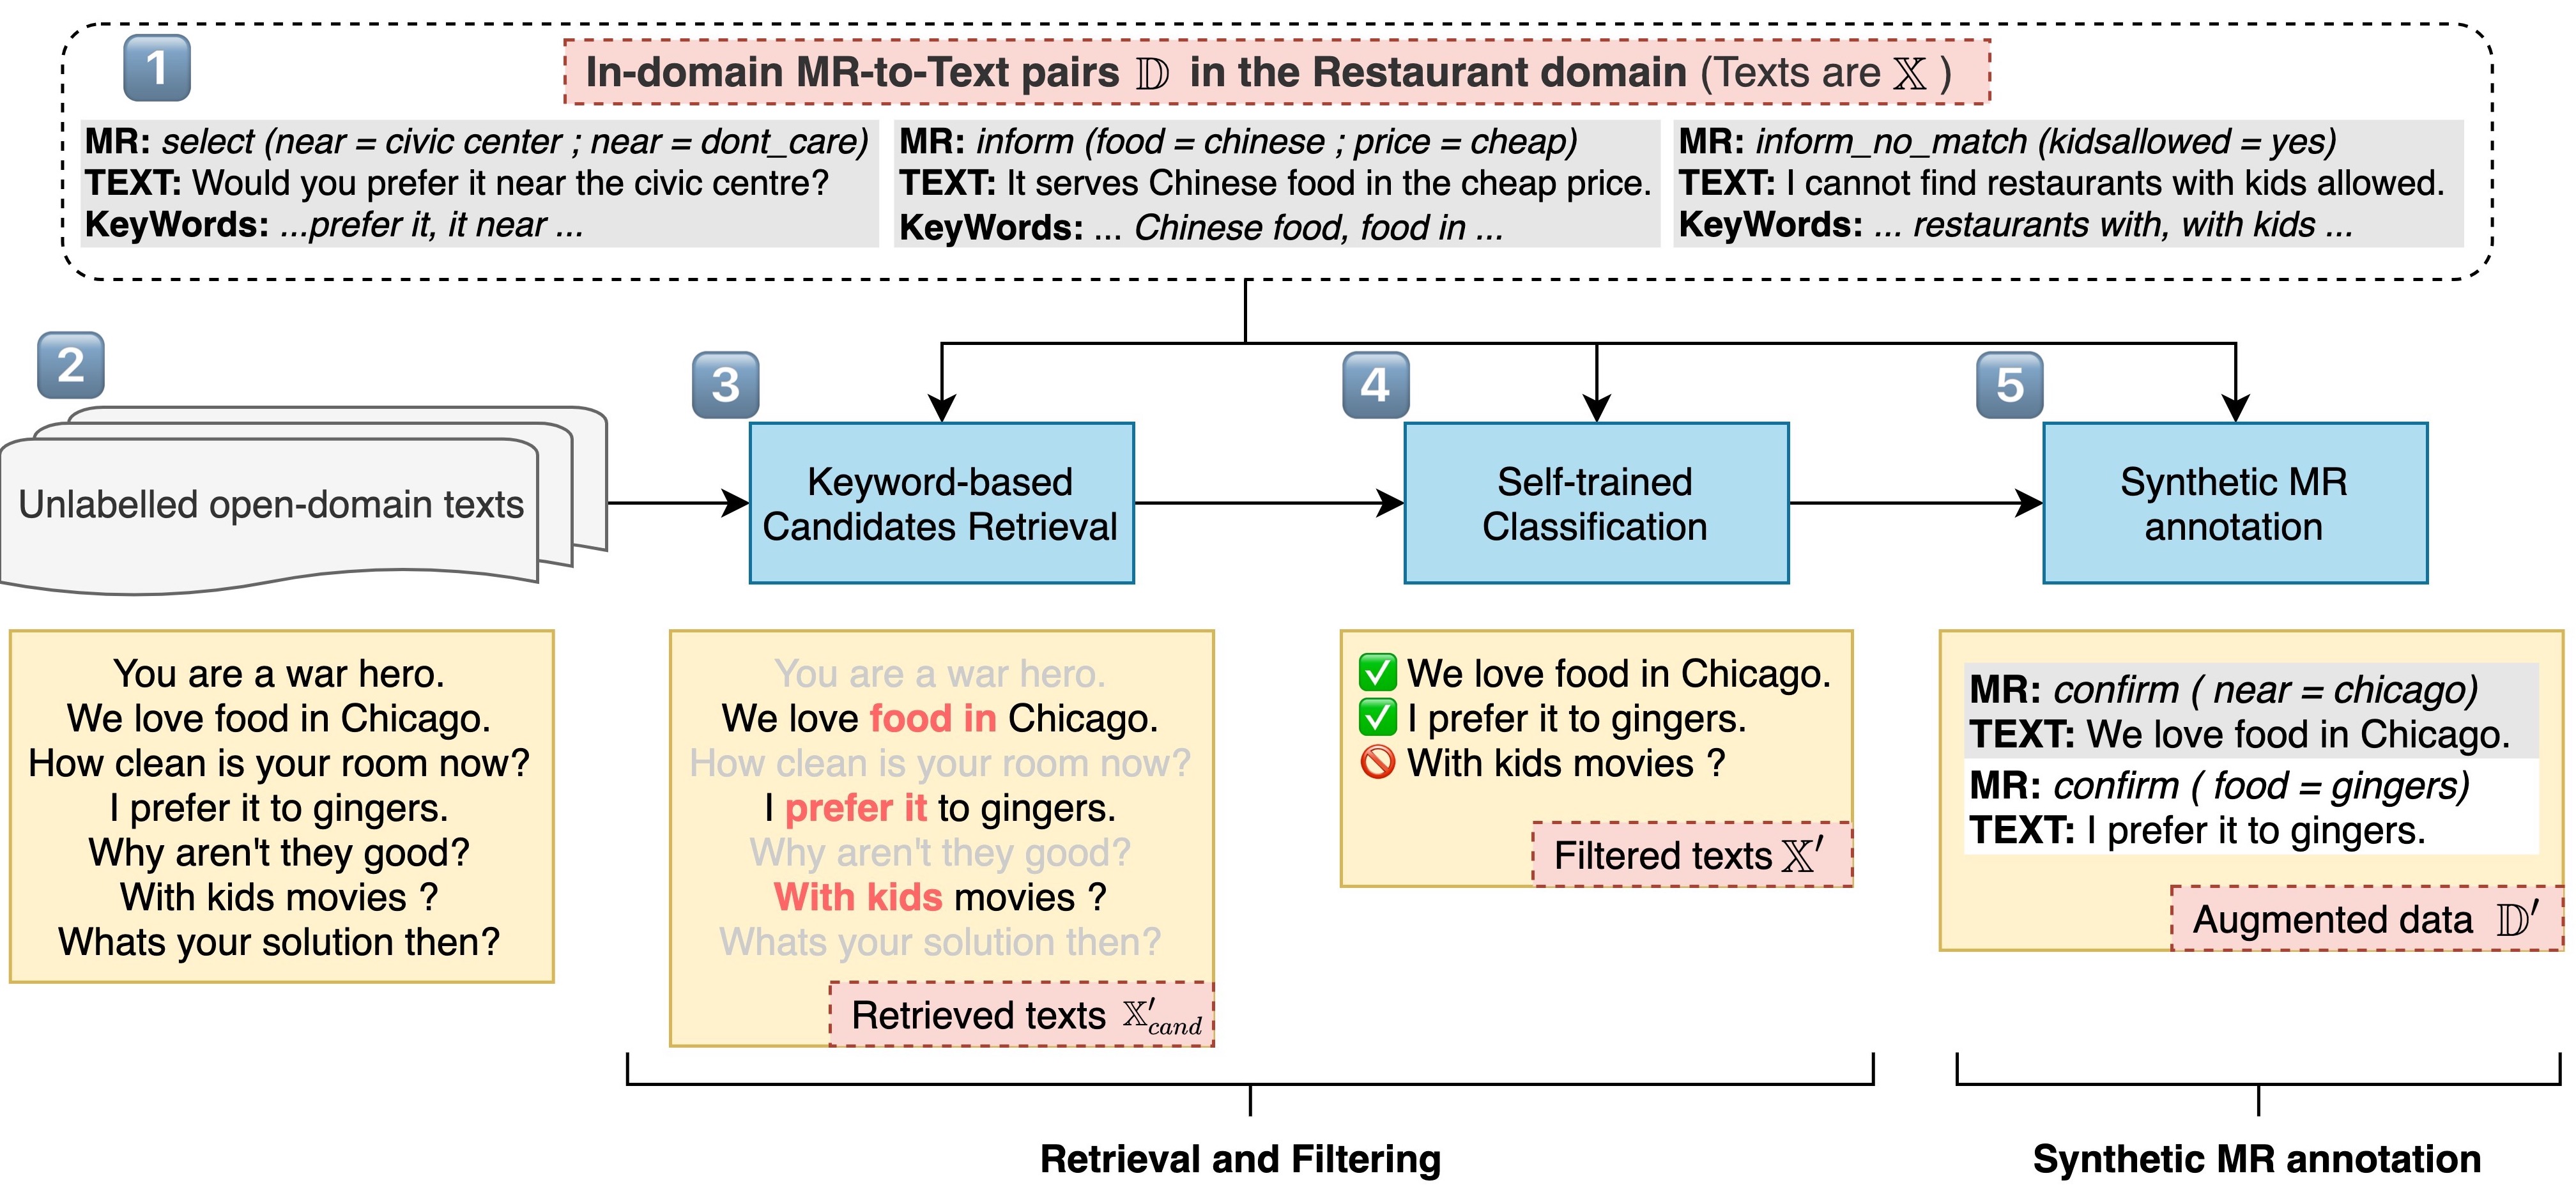 1
In-domain MR-to-Text pairs 𝔻 in the Restaurant domain (Texts are 𝕏 )
MR: select (near = civic center ; near = dont_care)
TEXT: Would you prefer it near the civic centre?
KeyWords: ...prefer it, it near ...
MR: inform (food = chinese ; price = cheap)
TEXT: It serves Chinese food in the cheap price.
KeyWords: ... Chinese food, food in ...
MR: inform_no_match (kidsallowed = yes)
TEXT: I cannot find restaurants with kids allowed.
KeyWords: ... restaurants with, with kids ...
2
Unlabelled open-domain texts
3
Keyword-based
Candidates Retrieval
4
Self-trained
Classification
5
Synthetic MR
annotation
You are a war hero.
We love food in Chicago.
How clean is your room now?
I prefer it to gingers.
Why aren't they good?
With kids movies ?
Whats your solution then?
You are a war hero.
We love food in Chicago.
How clean is your room now?
I prefer it to gingers.
Why aren't they good?
With kids movies ?
Whats your solution then?
Retrieved texts 𝕏′cand
We love food in Chicago.
I prefer it to gingers.
With kids movies ?
Filtered texts 𝕏′
MR: confirm ( near = chicago)
TEXT: We love food in Chicago.
MR: confirm ( food = gingers)
TEXT: I prefer it to gingers.
Augmented data 𝔻′
Retrieval and Filtering
Synthetic MR annotation